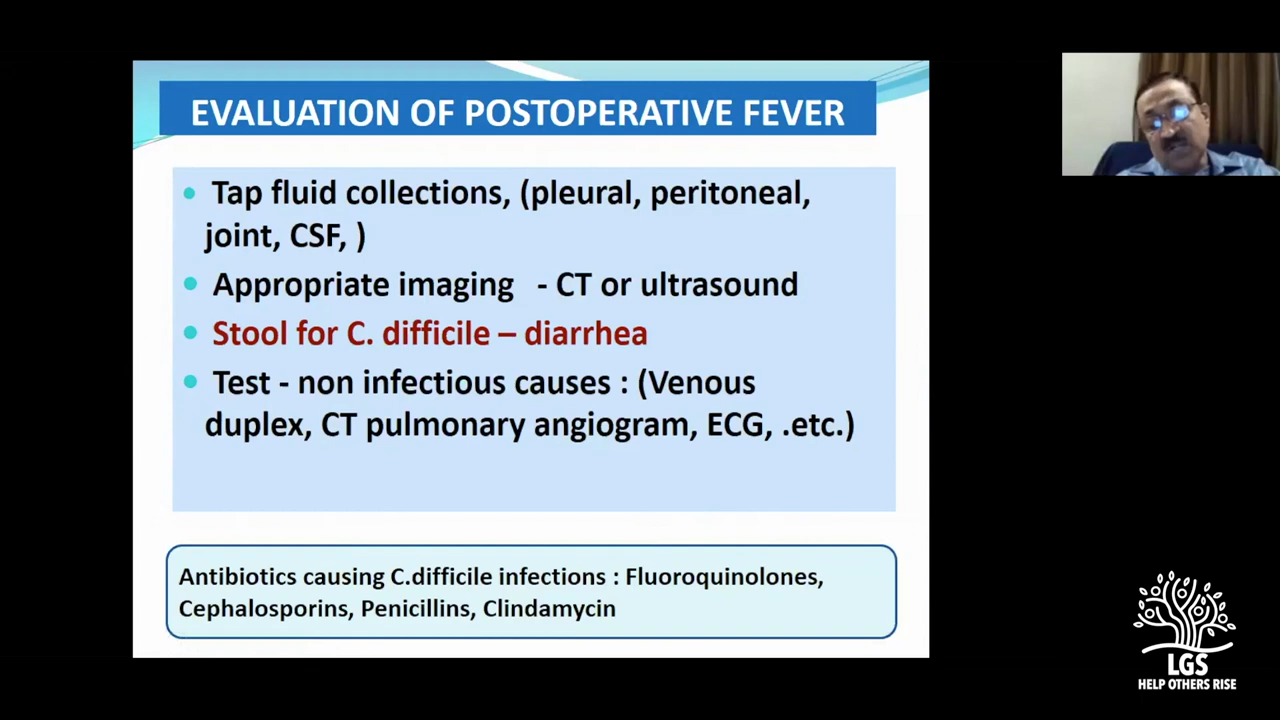 EVALUATION OF POSTOPERATIVE FEVER
Tap fluid collections, (pleural, peritoneal,
joint, CSF, )
Appropriate imaging - CT or ultrasound
Stool for C. difficile – diarrhea
Test - non infectious causes : (Venous
duplex, CT pulmonary angiogram, ECG, .etc.)
Antibiotics causing C.difficile infections : Fluoroquinolones,
Cephalosporins, Penicillins, Clindamycin
LGS
HELP OTHERS RISE